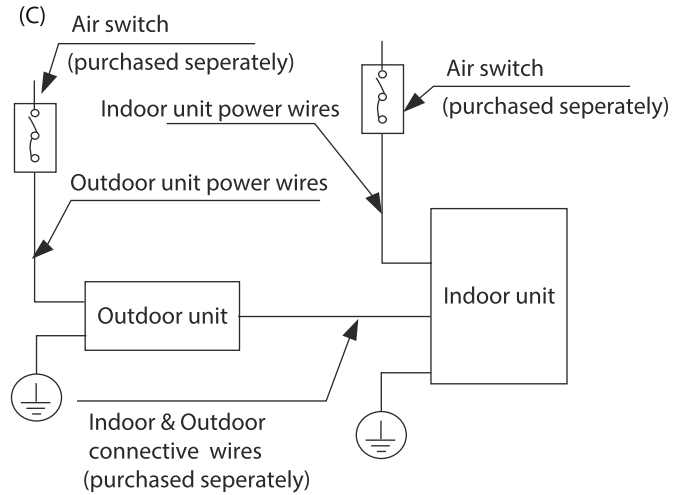 (C)
Air switch
(purchased seperately)
Air switch
(purchased seperately)
Indoor unit power wires
Outdoor unit power wires
Outdoor unit
Indoor unit
Indoor & Outdoor
connective wires
(purchased seperately)